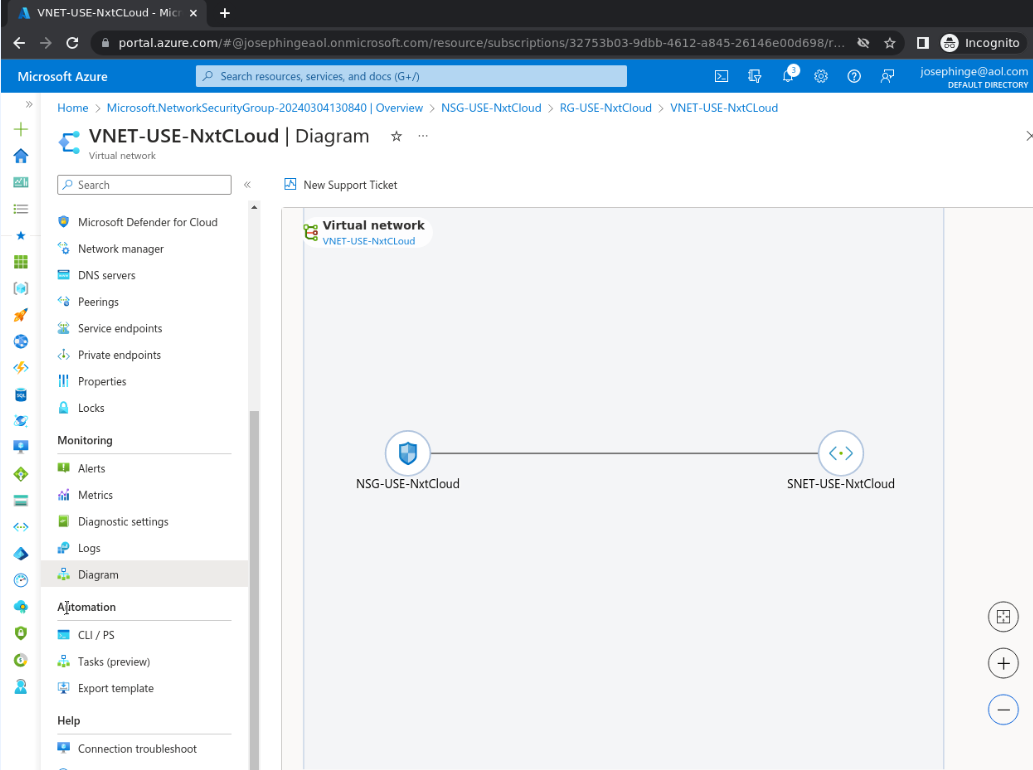 VNET-USE-NxtCLoud - Micr
portal.azure.com/#@josephingeaol.onmicrosoft.com/resource/subscriptions/32753b03-9dbb-4612-a845-26146e00d698/r...
Incognito
Microsoft Azure
Search resources, services, and docs (G+/)
3
josephinge@aol.com
DEFAULT DIRECTORY
Home > Microsoft.NetworkSecurityGroup-20240304130840 | Overview > NSG-USE-NxtCloud > RG-USE-NxtCloud > VNET-USE-NxtCLoud
VNET-USE-NxtCLoud | Diagram
Virtual network
Search
New Support Ticket
Microsoft Defender for Cloud
Network manager
DNS servers
Peerings
Service endpoints
Private endpoints
Properties
Locks
Monitoring
Alerts
Metrics
Diagnostic settings
Logs
Diagram
Automation
CLI / PS
Tasks (preview)
Export template
Help
Connection troubleshoot
Virtual network
VNET-USE-NxtCLoud
NSG-USE-NxtCloud
SNET-USE-NxtCloud